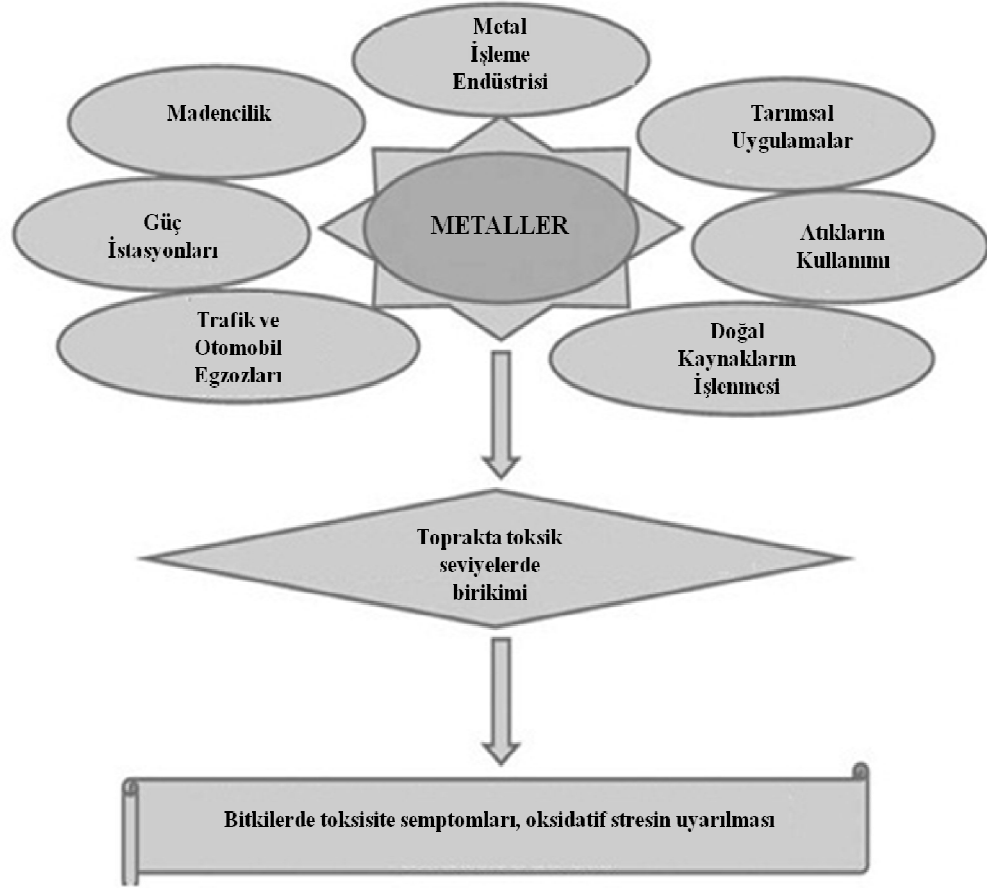 Metal
İşleme
Endüstrisi
Madencilik
Tarımsal
Uygulamalar
METALLER
Güç
İstasyonları
Atıkların
Kullanımı
Trafik ve
Otomobil
Egzozları
Doğal
Kaynakların
İşlenmesi
Toprakta toksik
seviyelerde
birikimi
Bitkilerde toksisite semptomları, oksidatif stresin uyarılması